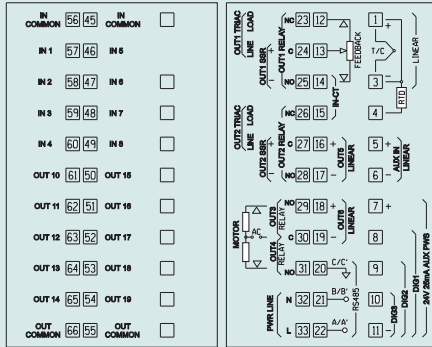 IN COMMON 56 45 IN COMMON
IN 1 57 46 IN 5
IN 2 58 47 IN 6
IN 3 59 48 IN 7
IN 4 60 49 IN 8
OUT 10 61 50 OUT 15
OUT 11 62 51 OUT 16
OUT 12 63 52 OUT 17
OUT 13 64 53 OUT 18
OUT 14 65 54 OUT 19
OUT COMMON 66 55 OUT COMMON
OUT1 TRIAC
LINE LOAD
OUT1 SSR
- +
OUT1 RELAY
NC 23 12
C 24 13
NO 25 14
FEEDBACK
IN-CT
1 +
T/C
3 -
4
RTD
LINEAR
OUT2 TRIAC
LINE LOAD
OUT2 SSR
- +
OUT2 RELAY
NC 26 15
C 27 16 +
NO 28 17 -
OUT5
LINEAR
5 +
6 -
AUX IN
LINEAR
MOTOR
AC
OUT3
RELAY
OUT4
RELAY
NO 29 18 +
C 30 19 -
NO 31 20 C/C'
OUT6
LINEAR
7 +
8
9
PWR LINE
N 32 21 B/B'
L 33 22 A/A'
RS485
10
11 -
DIG3
DIG2
DIG1
24V 25mA AUX PWS